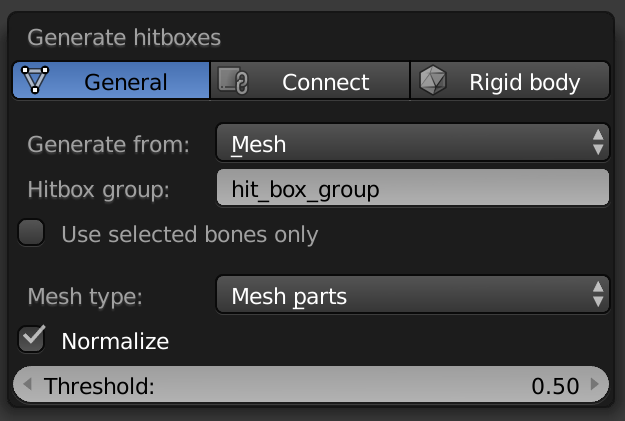 Generate hitboxes
General Connect Rigid body
Generate from: Mesh
Hitbox group: hit_box_group
Use selected bones only
Mesh type: Mesh parts
Normalize
Threshold: 0.50